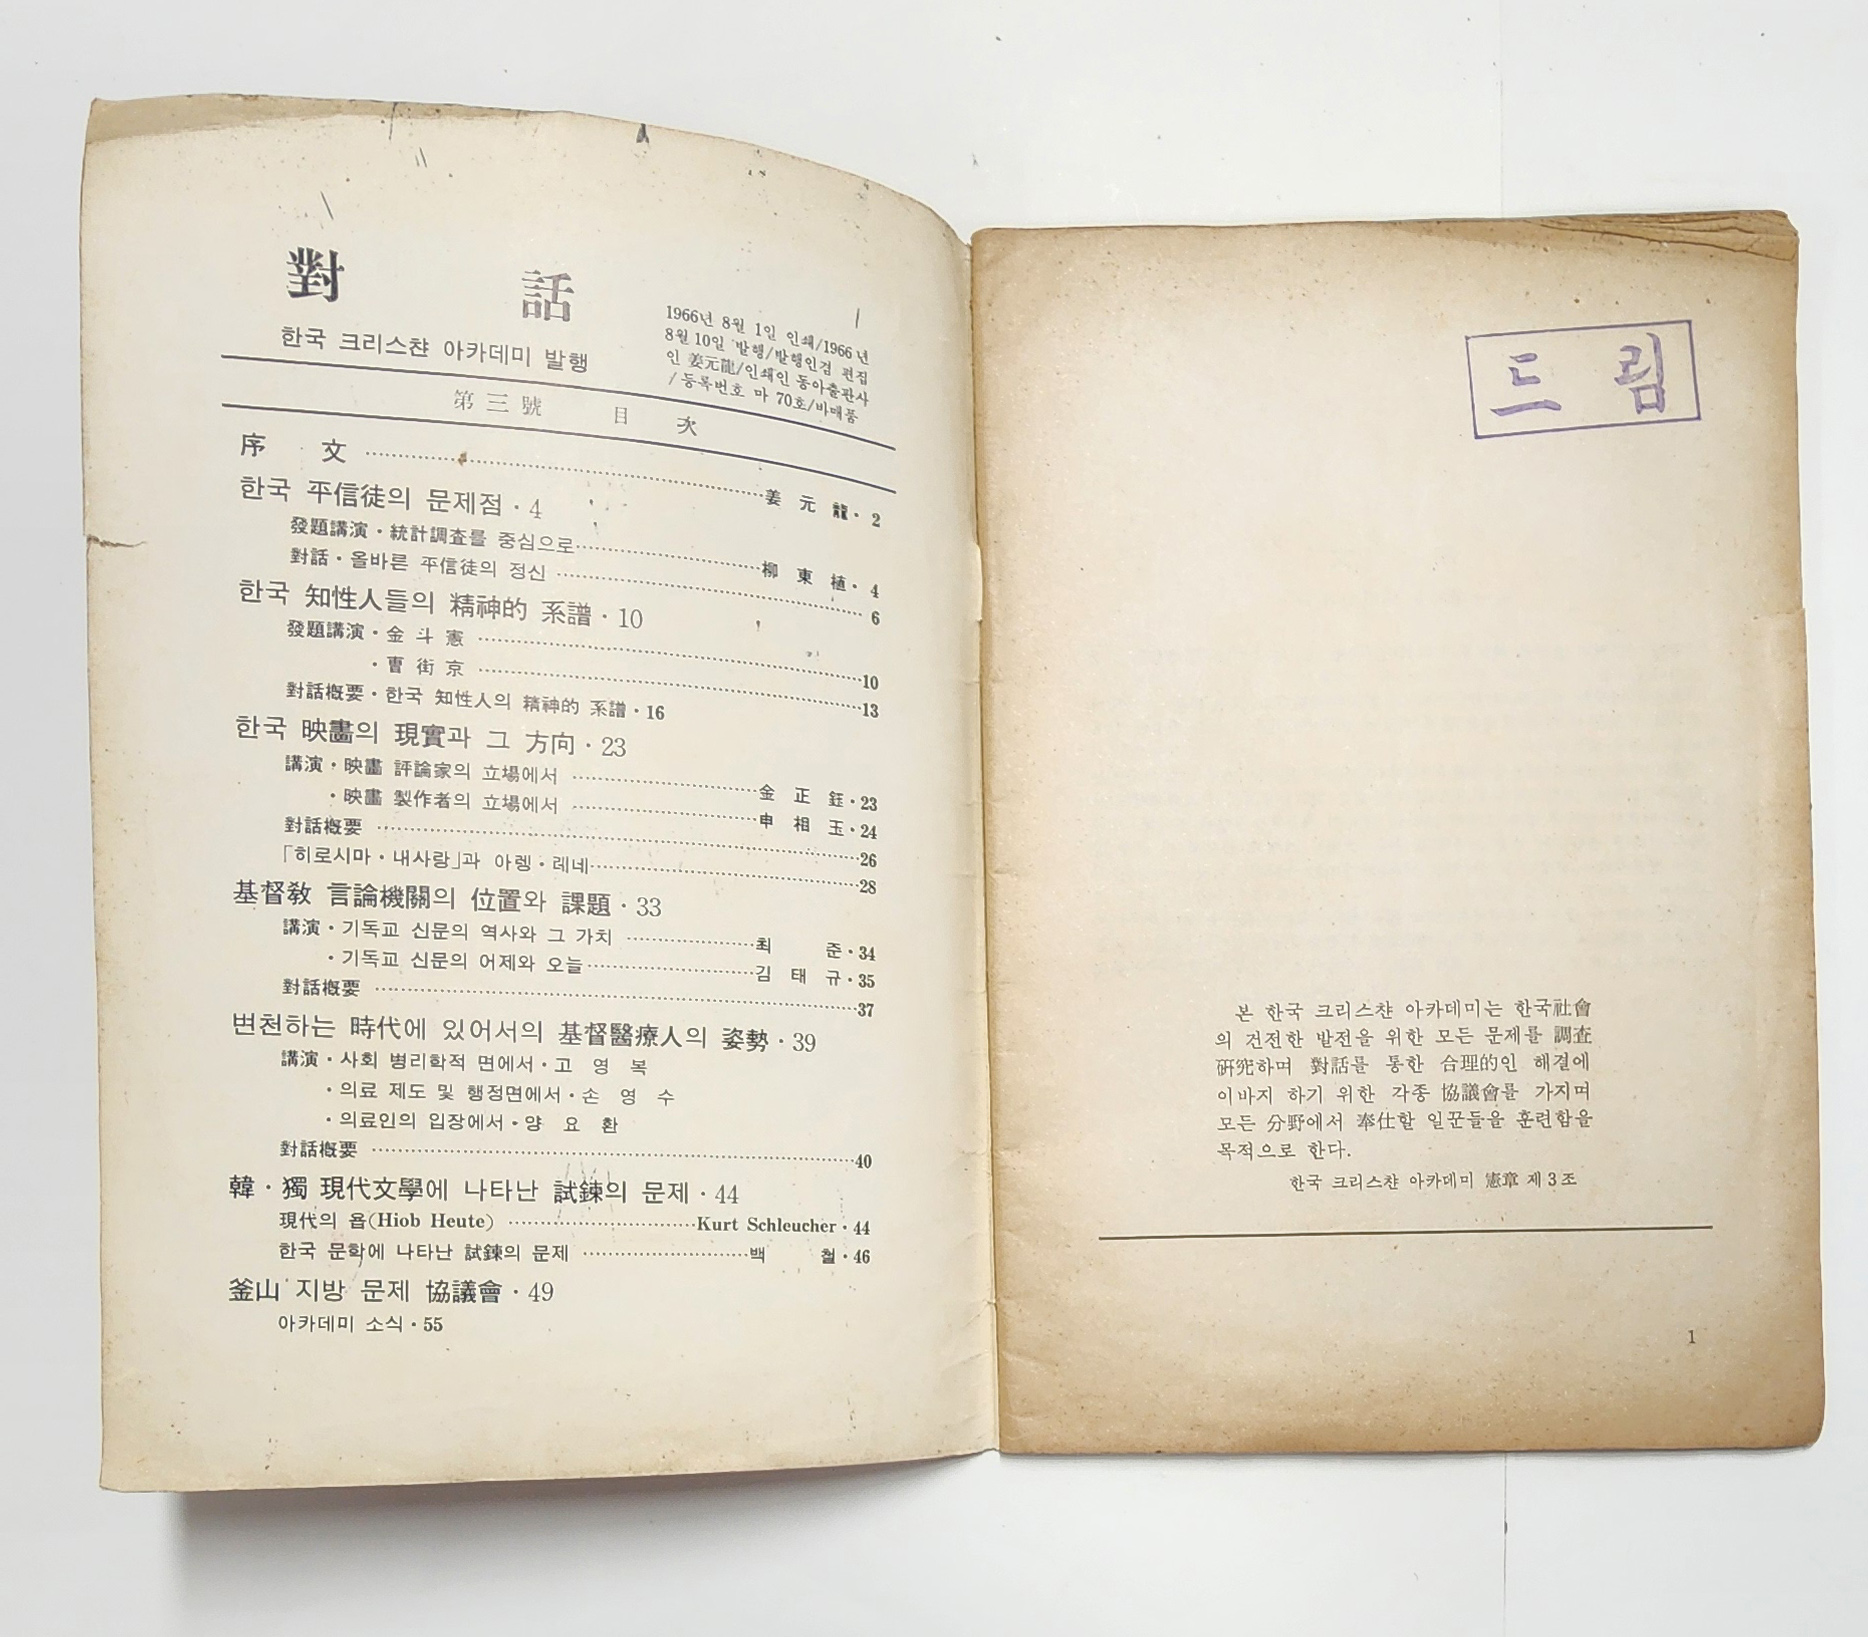 對 話
한국 크리스챤 아카데미 발행
1966년 8월 1일 인쇄/1966년
8월 10일 발행/발행인겸 편집
인 姜元龍/인쇄인 동아출판사
/등록번호 마 70호/바매품
第三號 目 次
序 文 姜 元 龍·2
한국 平信徒의 문제점·4
發題講演·統計調査를 중심으로 柳 東 植·4
對話·올바른 平信徒의 정신 6
한국 知性人들의 精神的 系譜·10
發題講演·金 斗 憲 10
·曺 街 京 13
對話槪要·한국 知性人의 精神的 系譜·16
한국 映畵의 現實과 그 方向·23
講演·映畵 評論家의 立場에서 金 正 鈺·23
·映畵 製作者의 立場에서 申 相 玉·24
對話槪要 26
「히로시마·내사랑」과 아렝·레네 28
基督敎 言論機關의 位置와 課題·33
講演·기독교 신문의 역사와 그 가치 최 준·34
·기독교 신문의 어제와 오늘 김 태 규·35
對話槪要 37
변천하는 時代에 있어서의 基督醫療人의 姿勢·39
講演·사회 병리학적 면에서·고 영 복
·의료 제도 및 행정면에서·손 영 수
·의료인의 입장에서·양 요 환
對話槪要 40
韓·獨 現代文學에 나타난 試鍊의 문제·44
現代의 욥(Hiob Heute) Kurt Schleucher·44
한국 문학에 나타난 試鍊의 문제 백 철·46
釜山 지방 문제 協議會·49
아카데미 소식·55
드 림
본 한국 크리스챤 아카데미는 한국社會
의 건전한 발전을 위한 모든 문제를 調査
硏究하며 對話를 통한 合理的인 해결에
이바지 하기 위한 각종 協議會를 가지며
모든 分野에서 奉仕할 일꾼들을 훈련함을
목적으로 한다.
한국 크리스챤 아카데미 憲章 제3조
1